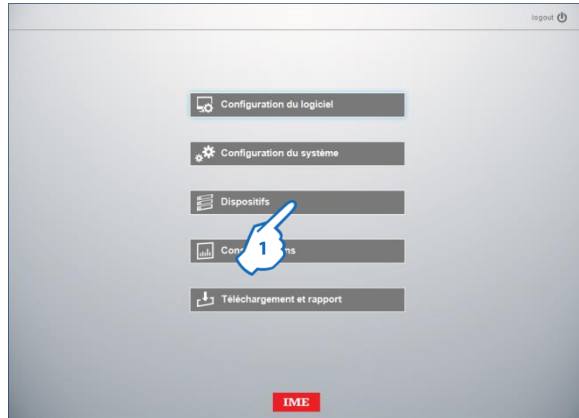 logout
Configuration du logiciel
Configuration du système
Dispositifs
1
Téléchargement et rapport
IME